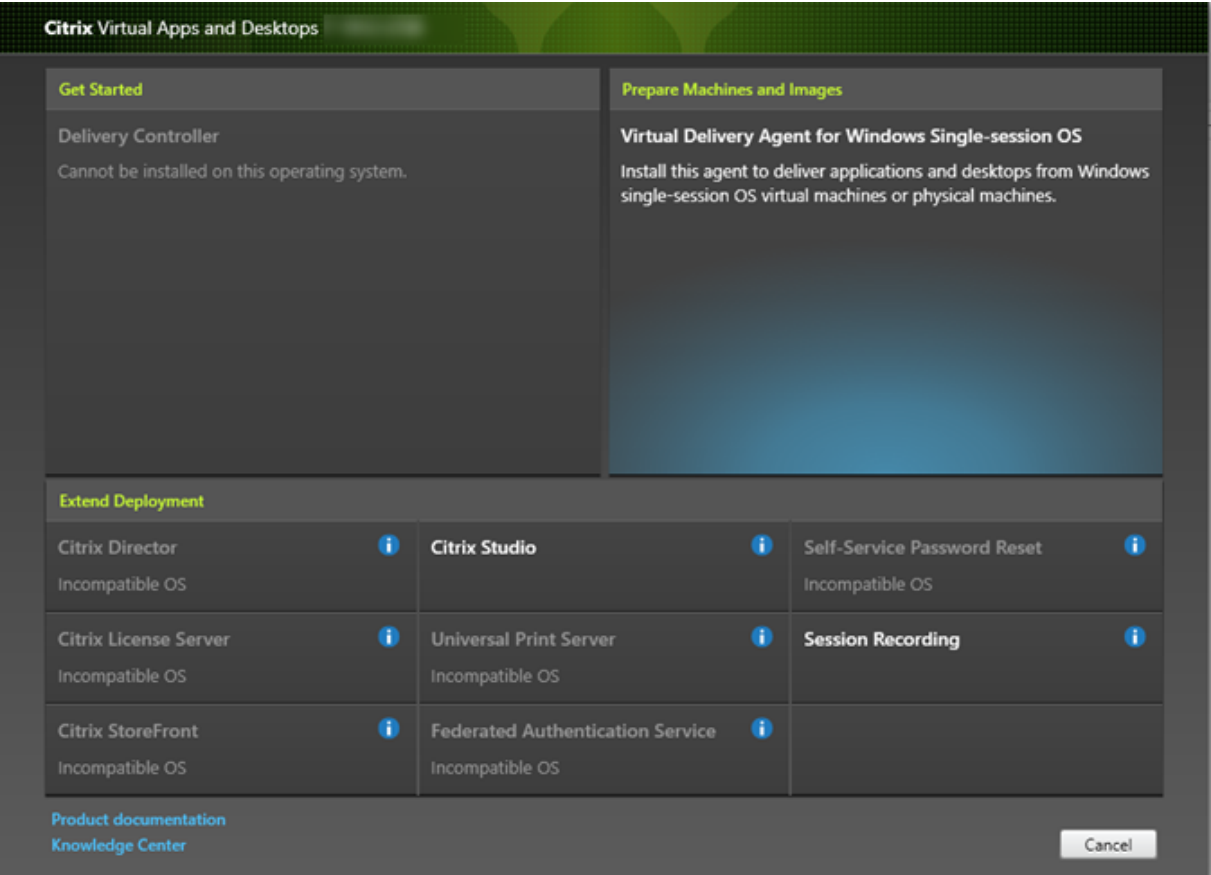 Citrix Virtual Apps and Desktops
Get Started
Delivery Controller
Cannot be installed on this operating system.
Prepare Machines and Images
Virtual Delivery Agent for Windows Single-session OS
Install this agent to deliver applications and desktops from Windows
single-session OS virtual machines or physical machines.
Extend Deployment
Citrix Director
Incompatible OS
Citrix Studio
Self-Service Password Reset
Incompatible OS
Citrix License Server
Incompatible OS
Universal Print Server
Incompatible OS
Session Recording
Citrix StoreFront
Incompatible OS
Federated Authentication Service
Incompatible OS
Product documentation
Knowledge Center
Cancel